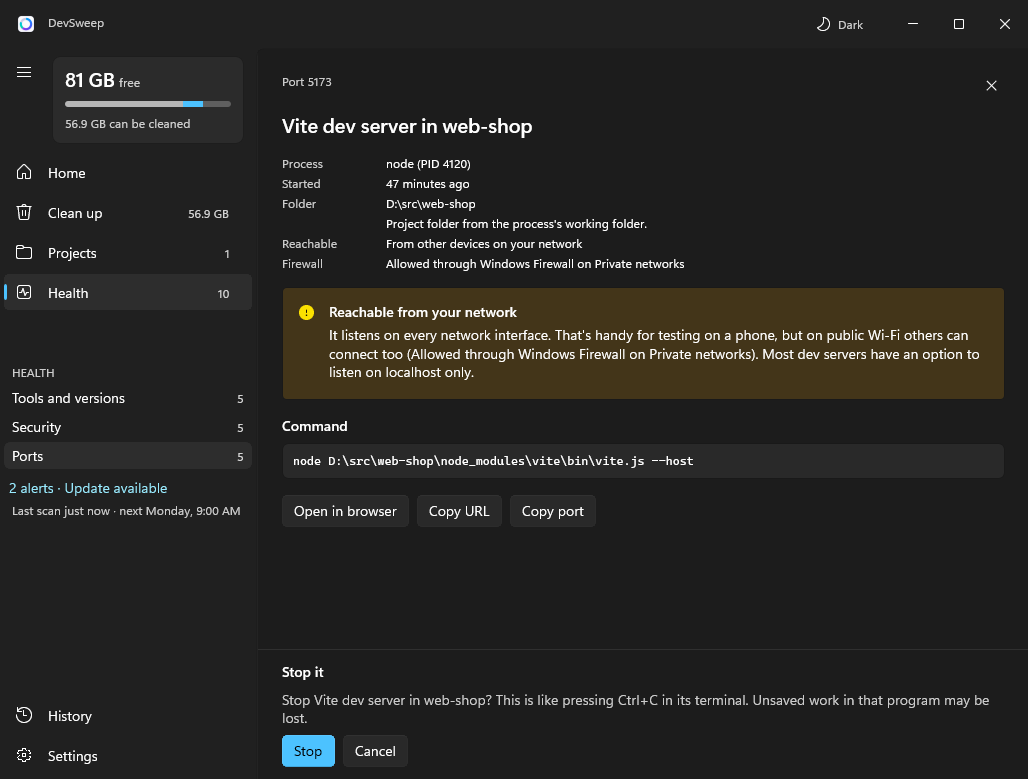 DevSweep
Dark
81 GB free
56.9 GB can be cleaned
Home
Clean up 56.9 GB
Projects 1
Health 10
HEALTH
Tools and versions 5
Security 5
Ports 5
2 alerts · Update available
Last scan just now · next Monday, 9:00 AM
History
Settings
Port 5173
Vite dev server in web-shop
Process node (PID 4120)
Started 47 minutes ago
Folder D:\src\web-shop
Project folder from the process's working folder.
Reachable From other devices on your network
Firewall Allowed through Windows Firewall on Private networks
Reachable from your network
It listens on every network interface. That's handy for testing on a phone, but on public Wi-Fi others can
connect too (Allowed through Windows Firewall on Private networks). Most dev servers have an option to
listen on localhost only.
Command
node D:\src\web-shop\node_modules\vite\bin\vite.js --host
Open in browser Copy URL Copy port
Stop it
Stop Vite dev server in web-shop? This is like pressing Ctrl+C in its terminal. Unsaved work in that program may be
lost.
Stop Cancel